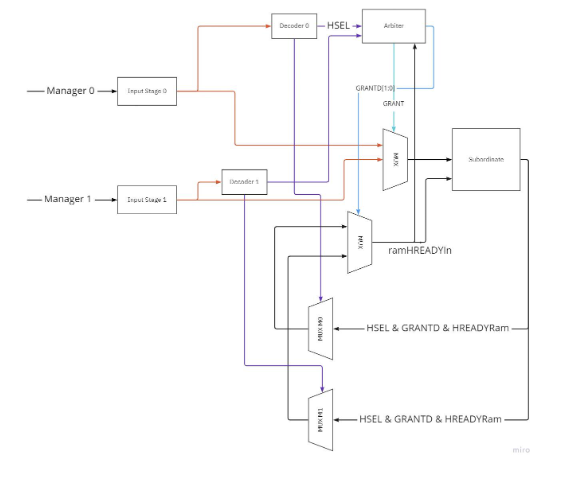 Decoder 0
HSEL
Arbiter
Manager 0
Input Stage 0
GRANTD[1:0]
GRANT
MUX
Subordinate
Manager 1
Input Stage 1
Decoder 1
MUX
ramHREADYin
MUX M0
HSEL & GRANTD & HREADYRam
MUX M1
HSEL & GRANTD & HREADYRam
miro